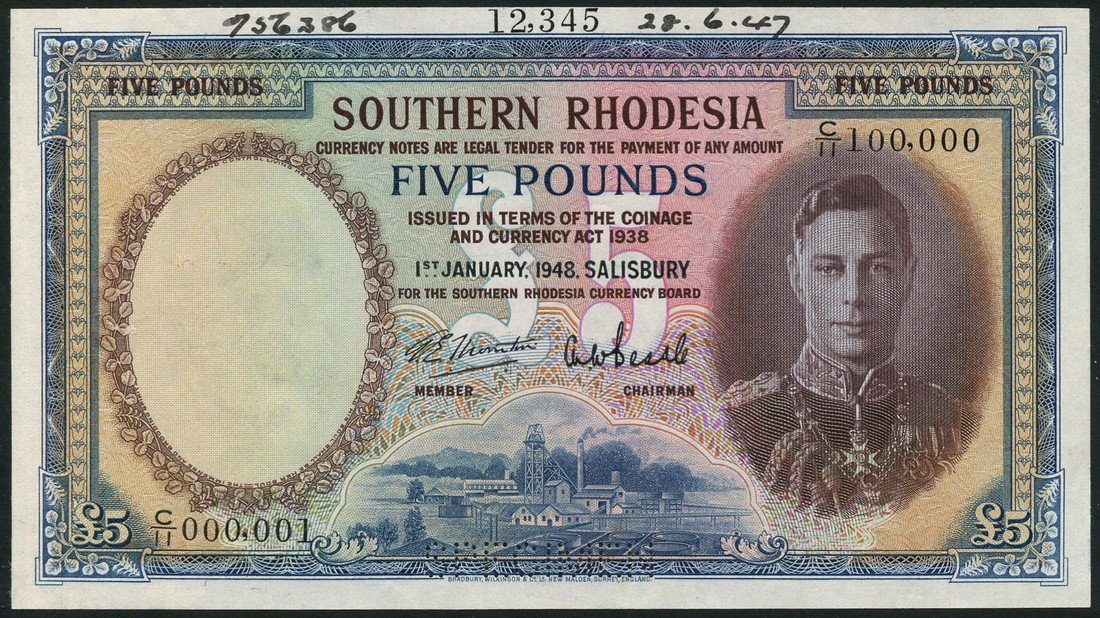 756386 12,345 28.6.47
FIVE POUNDS FIVE POUNDS
SOUTHERN RHODESIA
C/11 100,000
CURRENCY NOTES ARE LEGAL TENDER FOR THE PAYMENT OF ANY AMOUNT
FIVE POUNDS
£5
ISSUED IN TERMS OF THE COINAGE
AND CURRENCY ACT 1938
1ST JANUARY, 1948. SALISBURY
FOR THE SOUTHERN RHODESIA CURRENCY BOARD
MEMBER CHAIRMAN
£5 C/11 000,001 £5
SPECIMEN
BRADBURY, WILKINSON & Co. Ld. NEW MALDEN, SURREY, ENGLAND.